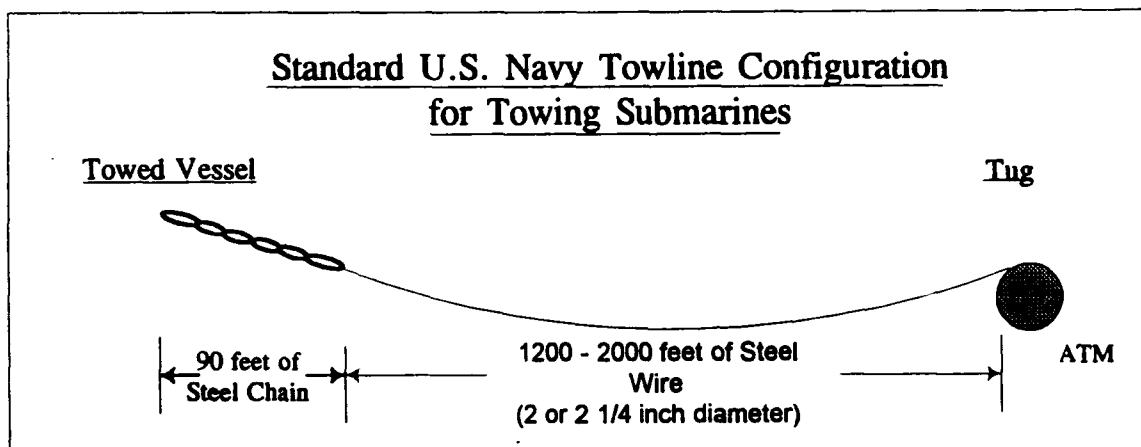 Standard U.S. Navy Towline Configuration
for Towing Submarines
Towed Vessel
Tug
90 feet of
Steel Chain
1200 - 2000 feet of Steel
Wire
(2 or 2 1/4 inch diameter)
ATM